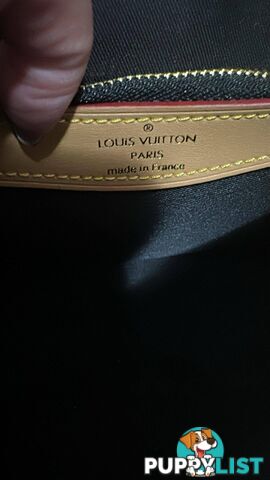 ®
LOUIS VUITTON
PARIS
made in France
PUPPYLIST